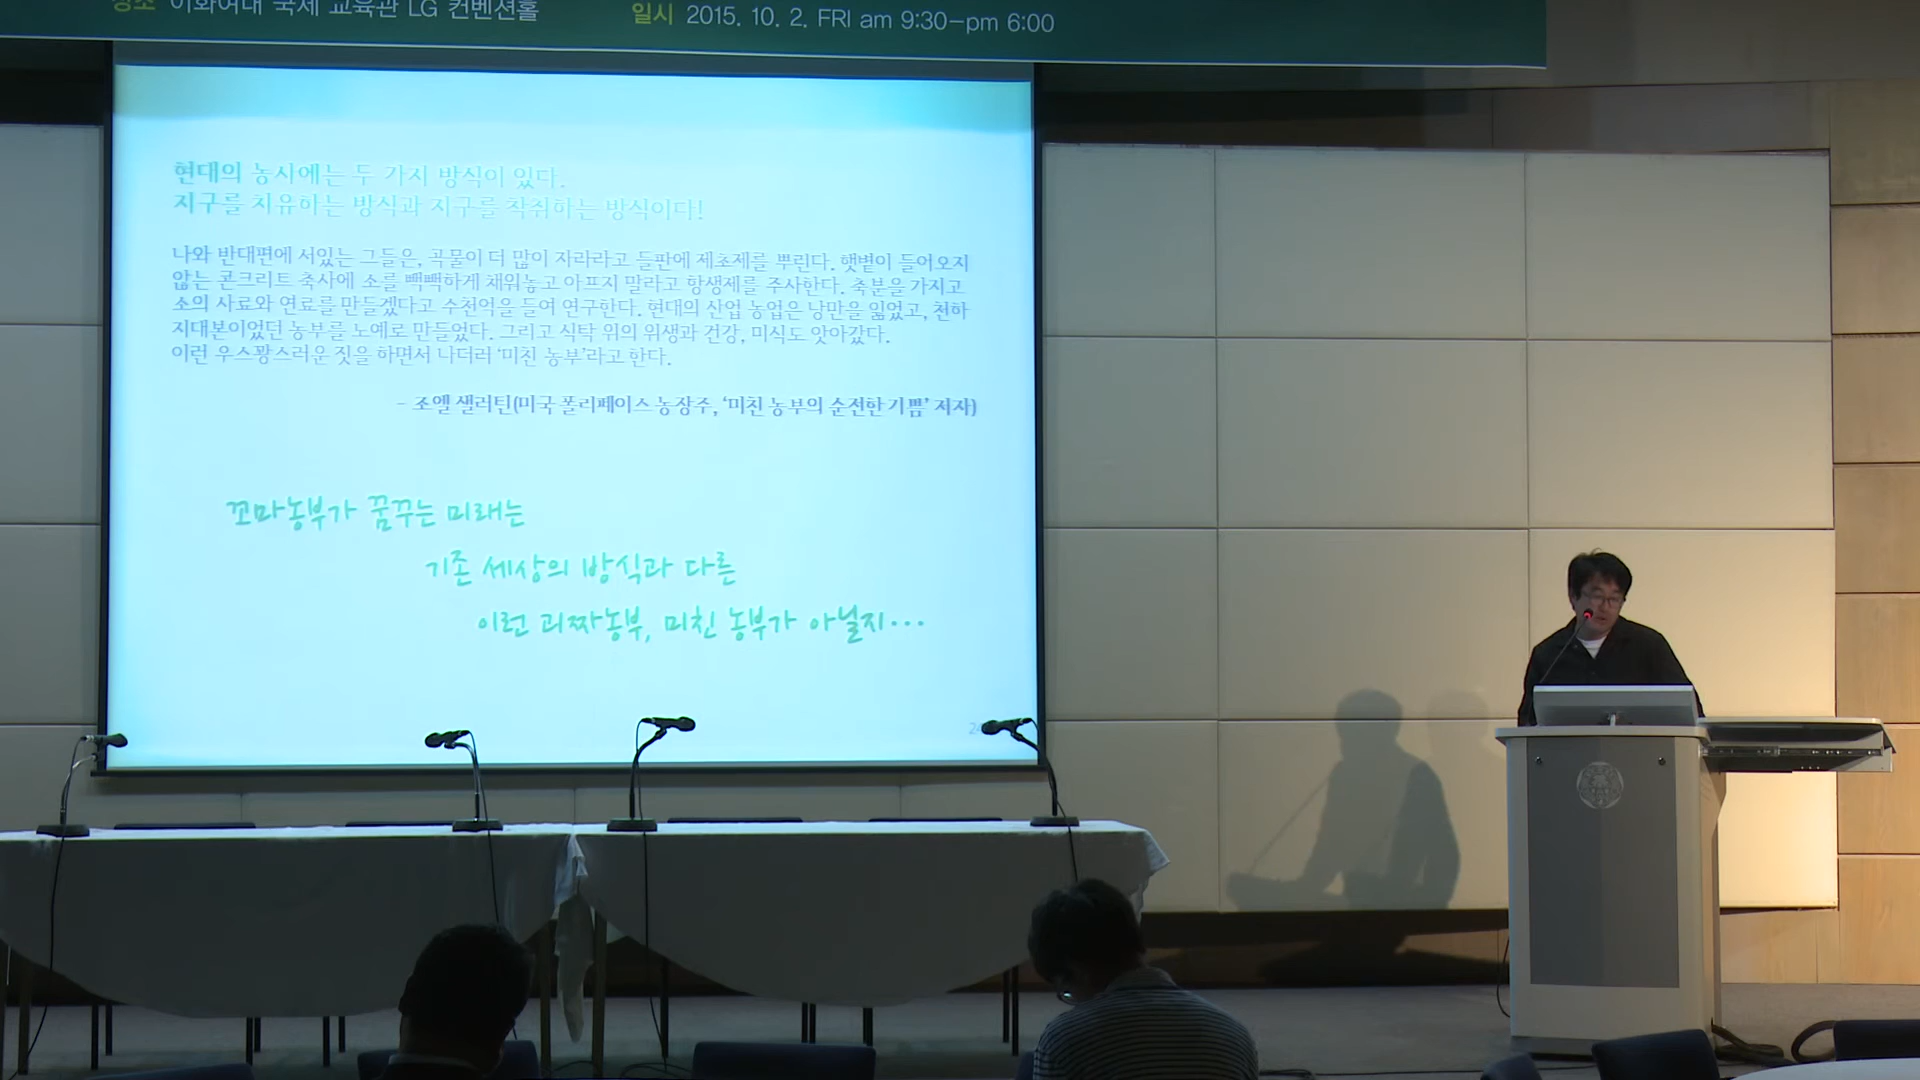 장소 이화여대 국제 교육관 LG 컨벤션홀
일시 2015. 10. 2. FRI am 9:30-pm 6:00
현대의 농사에는 두 가지 방식이 있다.
지구를 치유하는 방식과 지구를 착취하는 방식이다!
나와 반대편에 서있는 그들은, 곡물이 더 많이 자라라고 들판에 제초제를 뿌린다. 햇볕이 들어오지
않는 콘크리트 축사에 소를 빽빽하게 채워놓고 아프지 말라고 항생제를 주사한다. 축분을 가지고
소의 사료와 연료를 만들겠다고 수천억을 들여 연구한다. 현대의 산업 농업은 낭만을 잃었고, 천하
지대본이었던 농부를 노예로 만들었다. 그리고 식탁 위의 위생과 건강, 미식도 앗아갔다.
이런 우스꽝스러운 짓을 하면서 나더러 ‘미친 농부’라고 한다.
- 조엘 샐러틴(미국 폴리페이스 농장주, ‘미친 농부의 순전한 기쁨’ 저자)
꼬마농부가 꿈꾸는 미래는
기존 세상의 방식과 다른
이런 괴짜농부, 미친 농부가 아닐지...